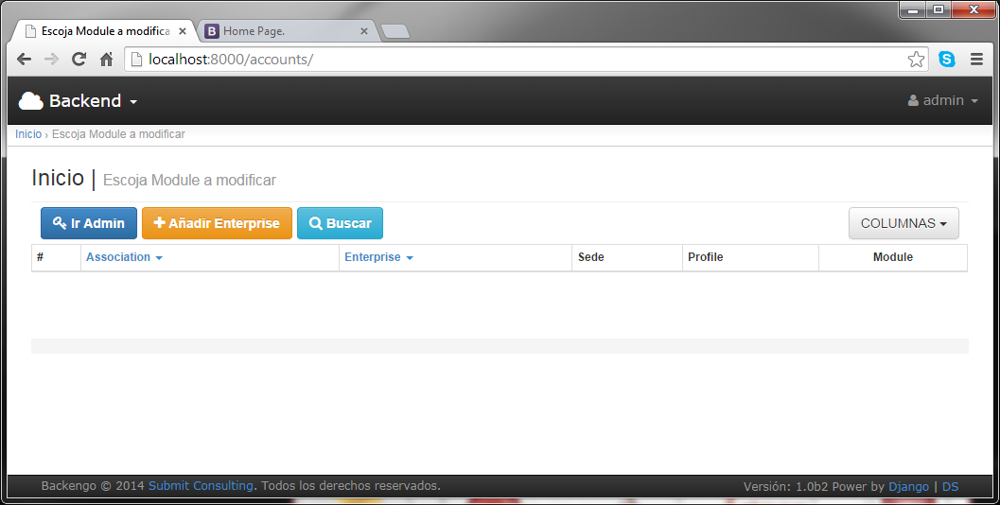 Escoja Module a modifica
Home Page.
localhost:8000/accounts/
Backend
admin
Inicio › Escoja Module a modificar
Inicio | Escoja Module a modificar
Ir Admin
Añadir Enterprise
Buscar
COLUMNAS
# Association Enterprise Sede Profile Module
Backengo © 2014 Submit Consulting. Todos los derechos reservados.
Versión: 1.0b2 Power by Django | DS